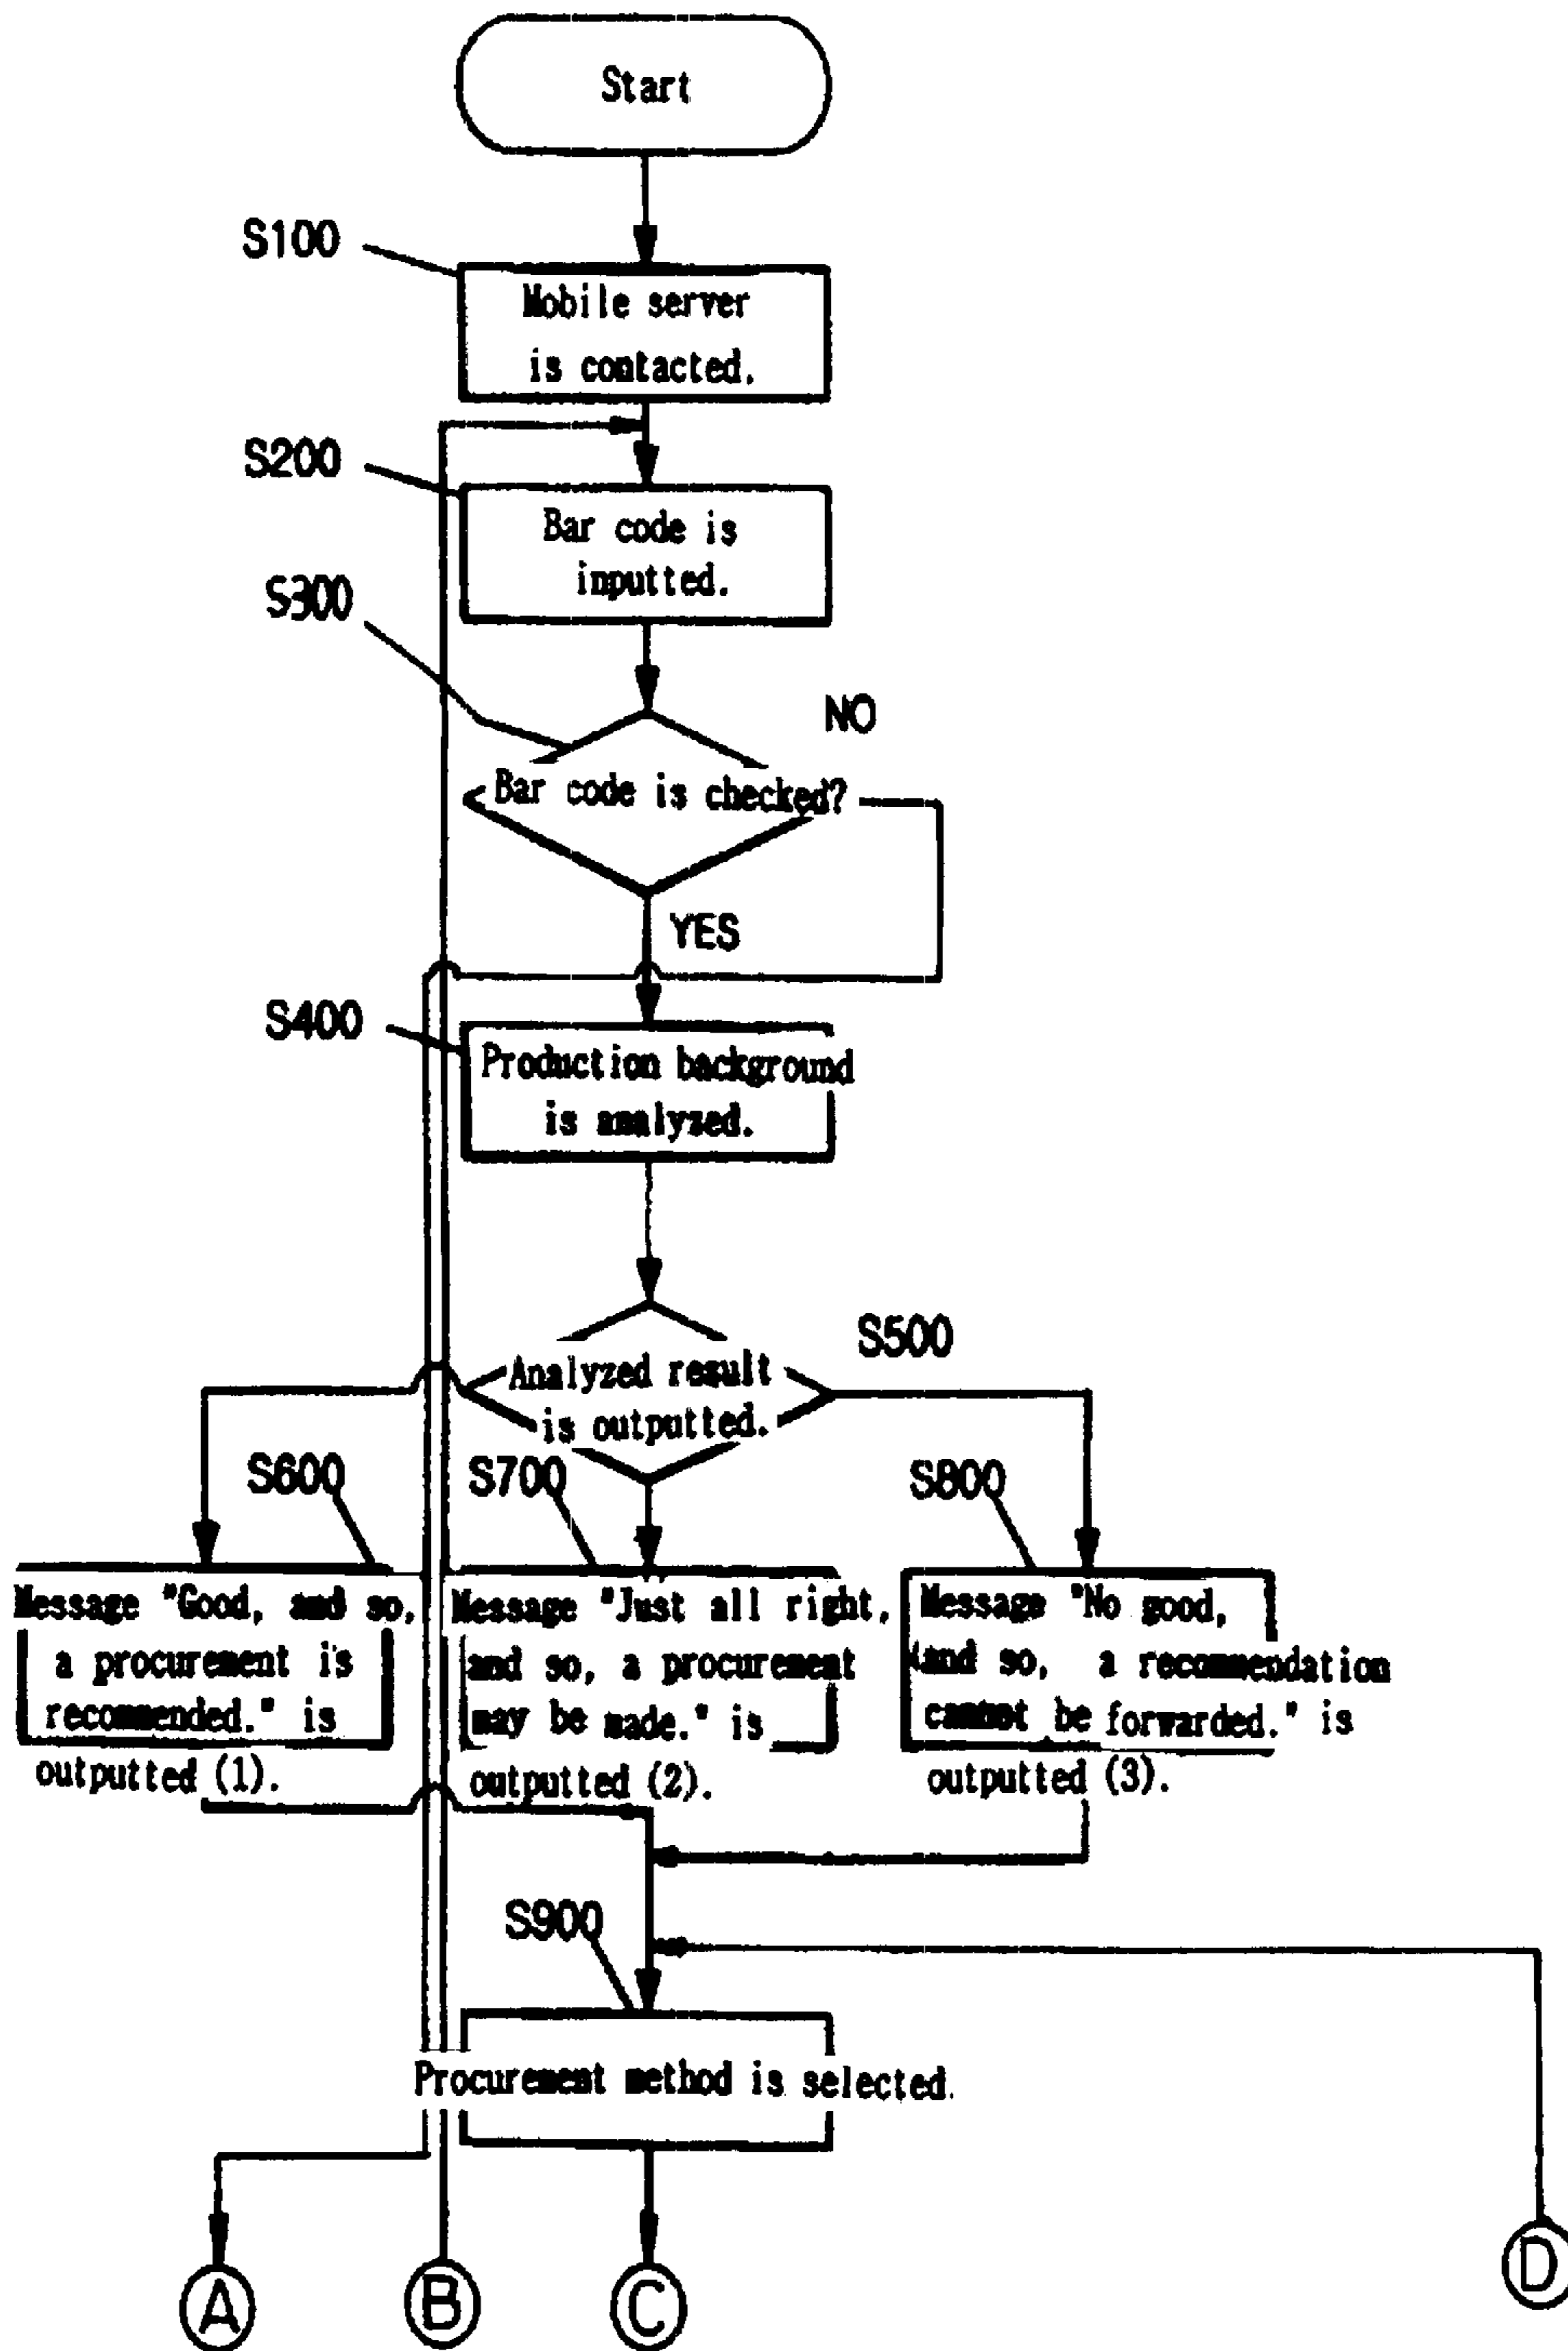 Start
S100
Mobile server
is contacted.
S200
Bar code is
inputted.
S300
NO
Bar code is checked?
YES
S400
Production background
is analyzed.
S500
Analyzed result
is outputted.
S600
S700
S800
Message "Good, and so,
a procurement is
recommended." is
outputted (1).
Message "Just all right,
and so, a procurement
may be made." is
outputted (2).
Message "No good,
and so, a recommendation
cannot be forwarded." is
outputted (3).
S900
Procurement method is selected.
A
B
C
D